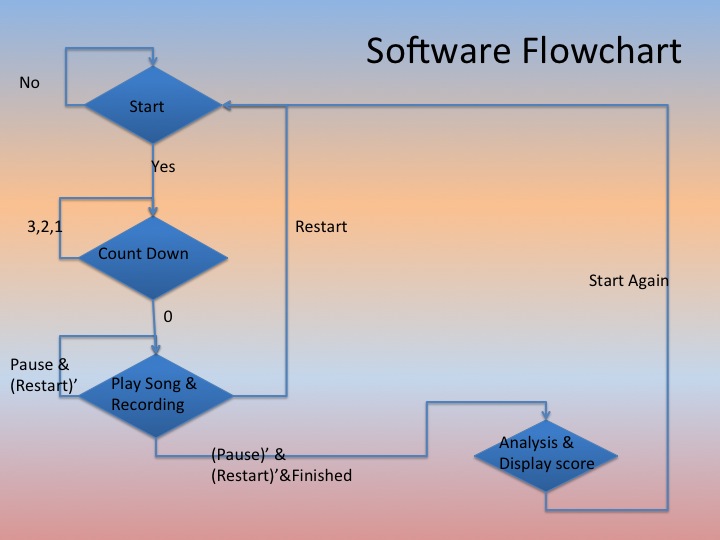 Software Flowchart
No
Start
Yes
3,2,1
Count Down
Restart
Start Again
0
Pause &
(Restart)’
Play Song &
Recording
(Pause)’ &
(Restart)’&Finished
Analysis &
Display score